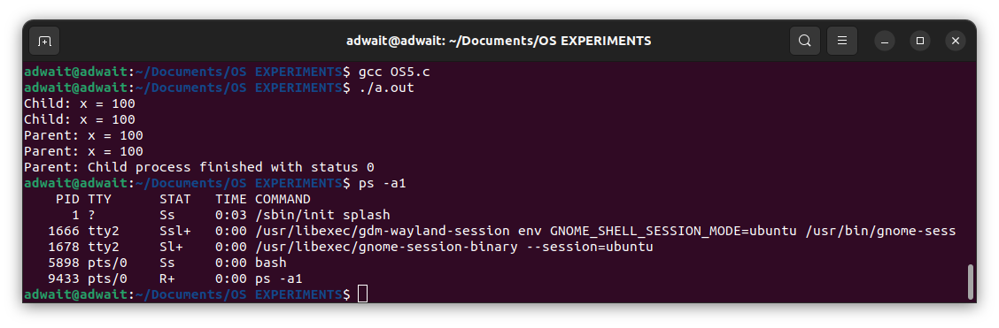 adwait@adwait: ~/Documents/OS EXPERIMENTS
adwait@adwait:~/Documents/OS EXPERIMENTS$ gcc OS5.c
adwait@adwait:~/Documents/OS EXPERIMENTS$ ./a.out
Child: x = 100
Child: x = 100
Parent: x = 100
Parent: x = 100
Parent: Child process finished with status 0
adwait@adwait:~/Documents/OS EXPERIMENTS$ ps -a1
    PID TTY      STAT   TIME COMMAND
      1 ?        Ss     0:03 /sbin/init splash
   1666 tty2     Ssl+   0:00 /usr/libexec/gdm-wayland-session env GNOME_SHELL_SESSION_MODE=ubuntu /usr/bin/gnome-sess
   1678 tty2     Sl+    0:00 /usr/libexec/gnome-session-binary --session=ubuntu
   5898 pts/0    Ss     0:00 bash
   9433 pts/0    R+     0:00 ps -a1
adwait@adwait:~/Documents/OS EXPERIMENTS$